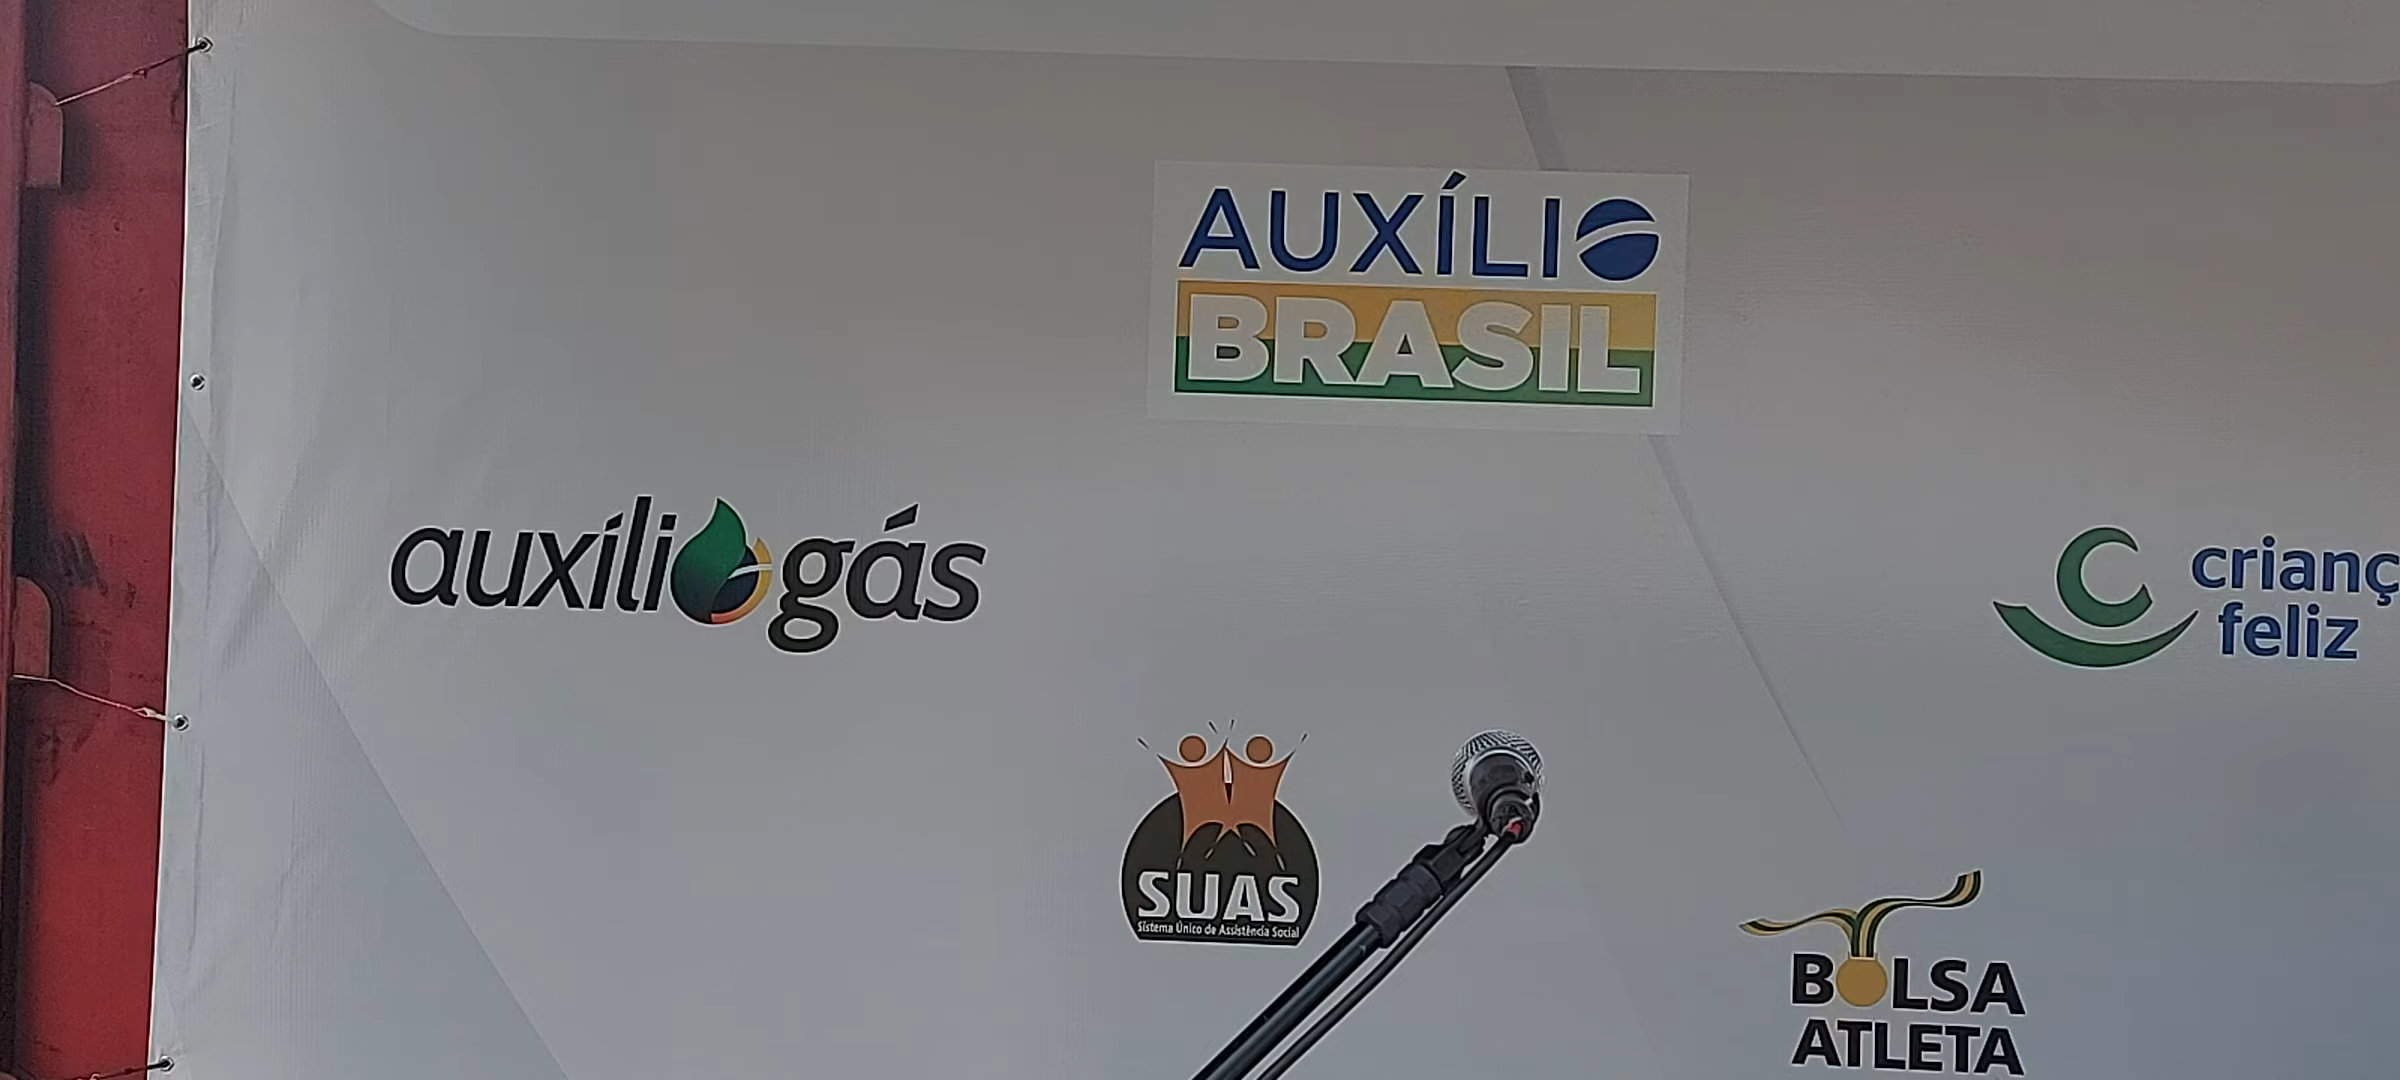 AUXÍLIO
BRASIL
auxílio gás
crianç
feliz
SUAS
Sistema Único de Assistência Social
BOLSA
ATLETA